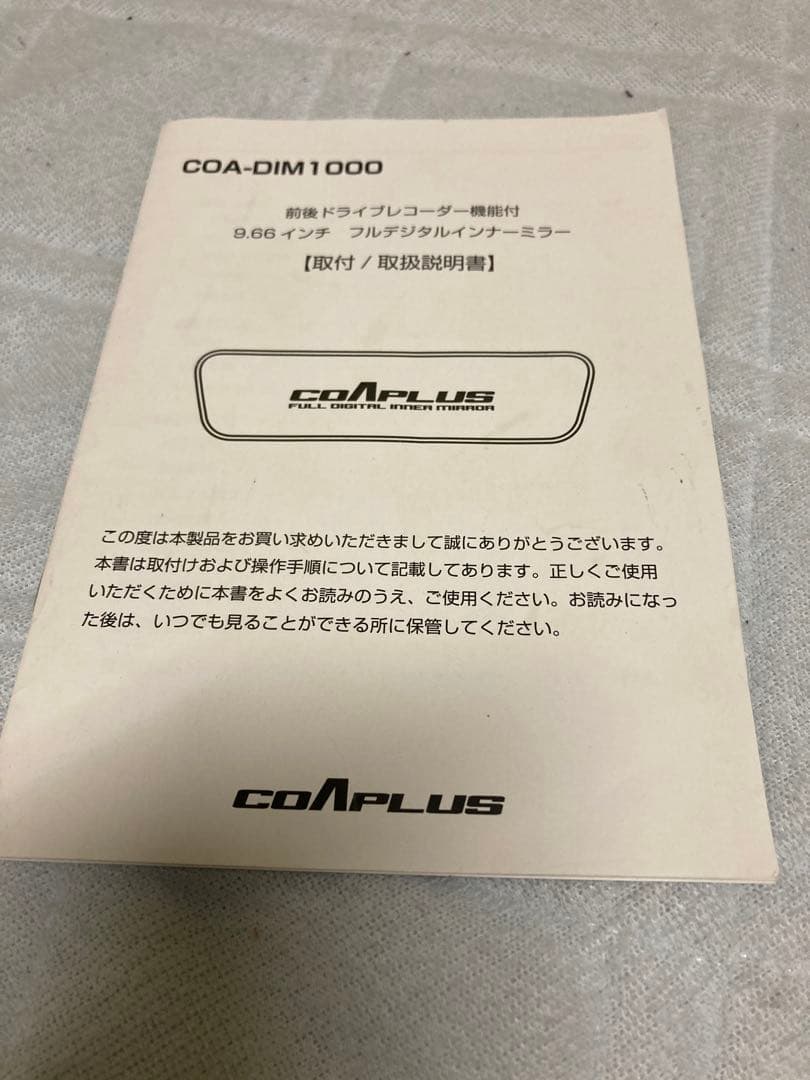 COA-DIM1000
前後ドライブレコーダー機能付
9.66インチ　フルデジタルインナーミラー
【取付/取扱説明書】
COAPLUS
FULL DIGITAL INNER MIRROR
この度は本製品をお買い求めいただきまして誠にありがとうございます。
本書は取付けおよび操作手順について記載してあります。正しくご使用
いただくために本書をよくお読みのうえ、ご使用ください。お読みになっ
た後は、いつでも見ることができる所に保管してください。
COAPLUS